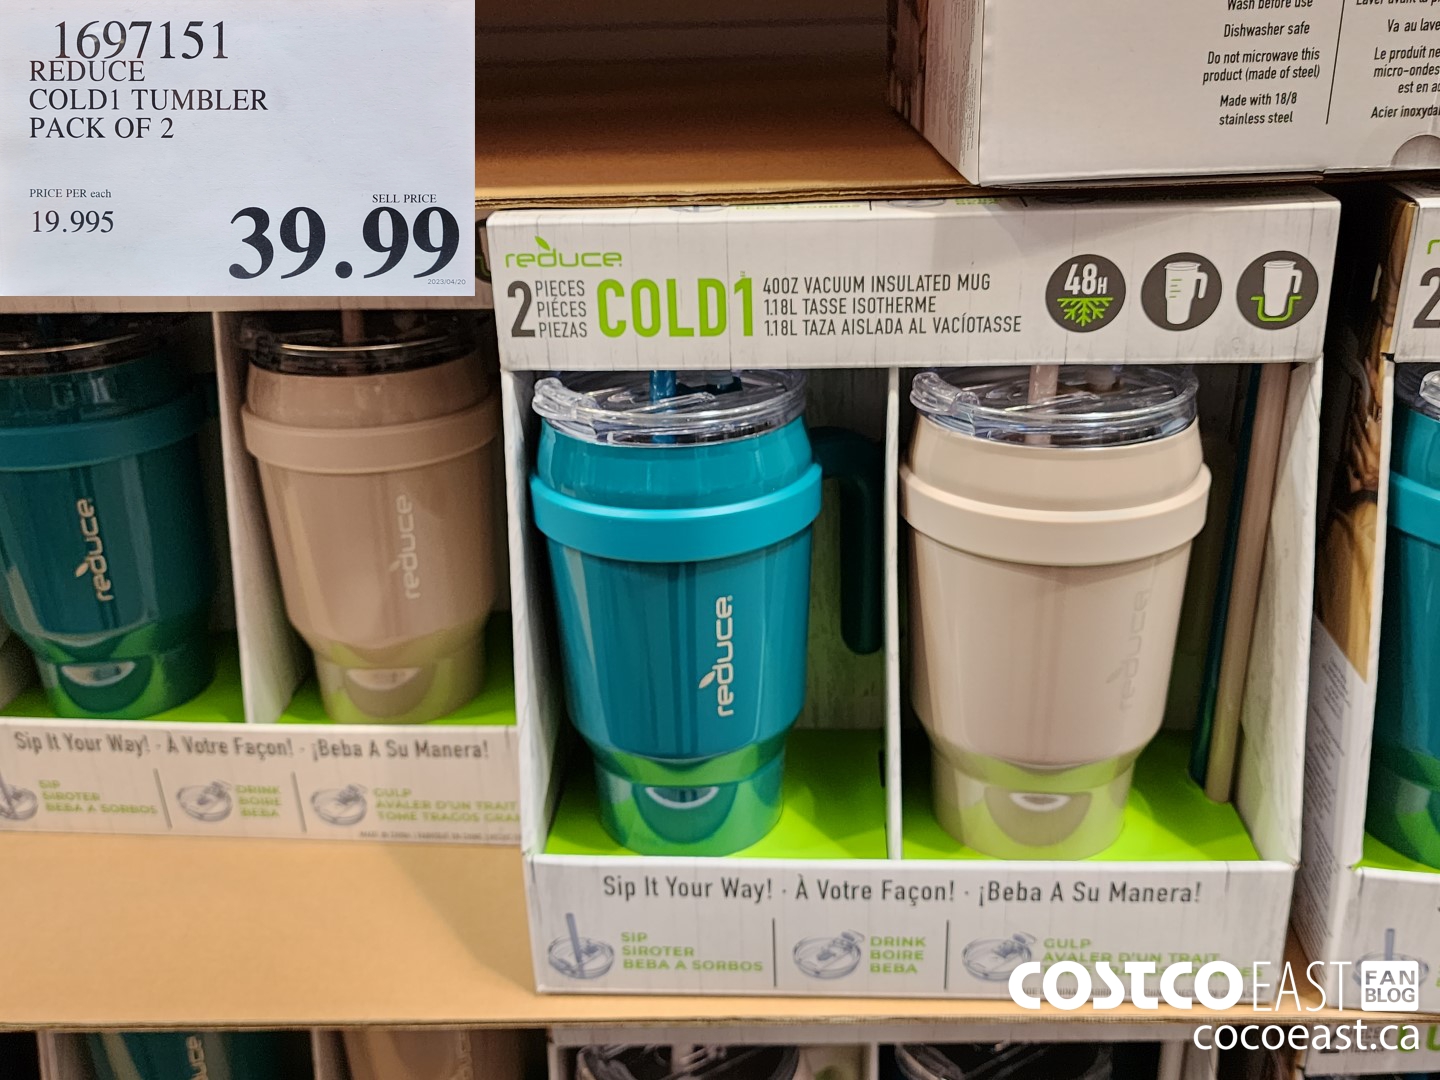 1697151
REDUCE
COLD1 TUMBLER
PACK OF 2
PRICE PER each
19.995
SELL PRICE
39.99
2023/04/20
Wash before use
Dishwasher safe
Do not microwave this
product (made of steel)
Made with 18/8
stainless steel
Va au
Le produit ne
est en
Acier
reduce
2 PIECES
PIÉCES
PIEZAS
COLD1
40OZ VACUUM INSULATED MUG
1.18L TASSE ISOTHERME
1.18L TAZA AISLADA AL VACÍOTASSE
48H
2
reduce
reduce
reduce
reduce
Sip It Your Way! · À Votre Façon! · ¡Beba A Su Manera!
SIP
SIROTER
BEBA A SORBOS
DRINK
BOIRE
BEBA
GULP
AVALER D'UN TRAIT
TOME TRAGOS
Sip It Your Way! · À Votre Façon! · ¡Beba A Su Manera!
SIP
SIROTER
BEBA A SORBOS
DRINK
BOIRE
BEBA
GULP
AVALER D'UN TRAIT
COSTCO EAST FAN BLOG
cocoeast.ca